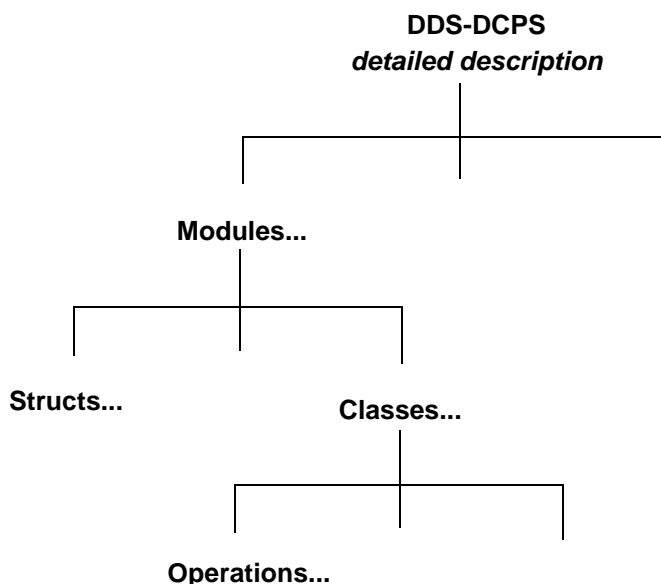 DDS-DCPS
detailed description
Modules...
Structs...
Classes...
Operations...